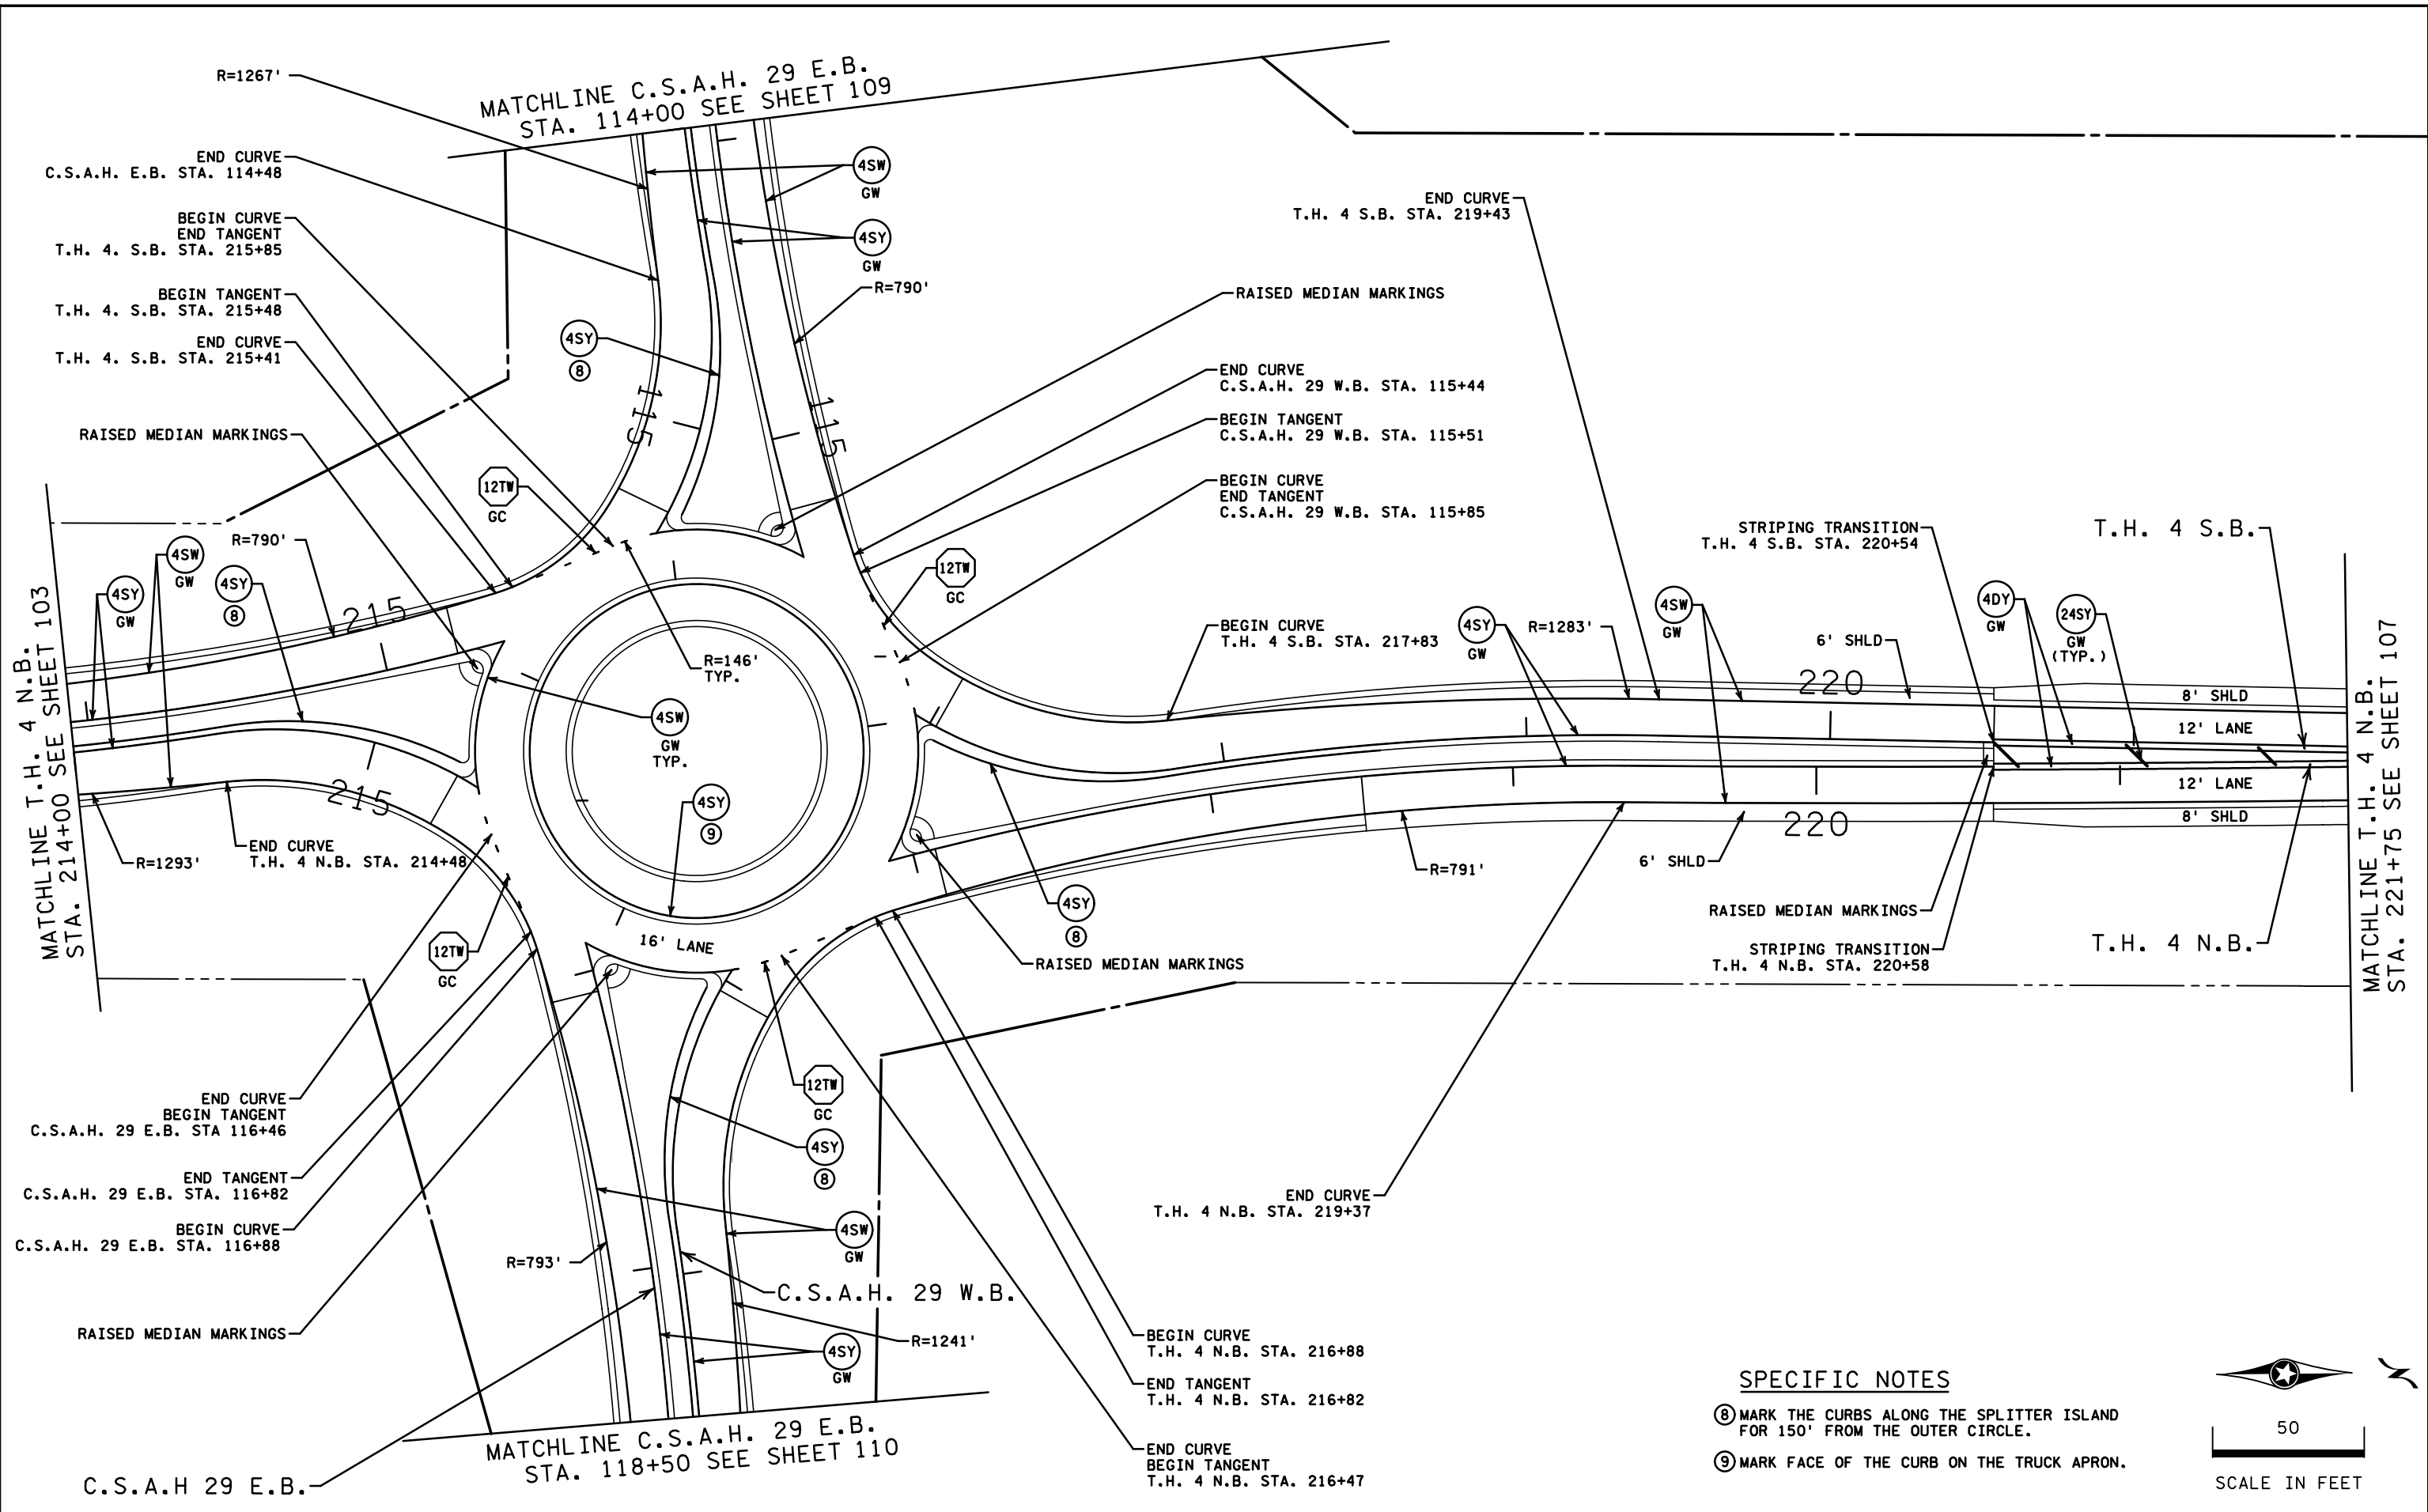 R=1267'
MATCHLINE C.S.A.H. 29 E.B.
STA. 114+00 SEE SHEET 109
END CURVE
C.S.A.H. E.B. STA. 114+48
BEGIN CURVE
END TANGENT
T.H. 4. S.B. STA. 215+85
BEGIN TANGENT
T.H. 4. S.B. STA. 215+48
END CURVE
T.H. 4. S.B. STA. 215+41
RAISED MEDIAN MARKINGS
4SW
GW
4SY
GW
R=790'
4SY
8
115
115
12TW
GC
END CURVE
T.H. 4 S.B. STA. 219+43
RAISED MEDIAN MARKINGS
END CURVE
C.S.A.H. 29 W.B. STA. 115+44
BEGIN TANGENT
C.S.A.H. 29 W.B. STA. 115+51
BEGIN CURVE
END TANGENT
C.S.A.H. 29 W.B. STA. 115+85
12TW
GC
STRIPING TRANSITION
T.H. 4 S.B. STA. 220+54
T.H. 4 S.B.
R=790'
4SW
GW
4SY
GW
4SY
8
215
MATCHLINE T.H. 4 N.B.
STA. 214+00 SEE SHEET 103
R=146'
TYP.
4SW
GW
TYP.
4SY
9
BEGIN CURVE
T.H. 4 S.B. STA. 217+83
4SY
GW
R=1283'
4SW
GW
6' SHLD
4DY
GW
24SY
GW
(TYP.)
220
8' SHLD
12' LANE
12' LANE
8' SHLD
220
MATCHLINE T.H. 4 N.B.
STA. 221+75 SEE SHEET 107
215
R=1293'
END CURVE
T.H. 4 N.B. STA. 214+48
12TW
GC
16' LANE
4SY
8
RAISED MEDIAN MARKINGS
R=791'
6' SHLD
RAISED MEDIAN MARKINGS
STRIPING TRANSITION
T.H. 4 N.B. STA. 220+58
T.H. 4 N.B.
END CURVE
BEGIN TANGENT
C.S.A.H. 29 E.B. STA 116+46
END TANGENT
C.S.A.H. 29 E.B. STA. 116+82
BEGIN CURVE
C.S.A.H. 29 E.B. STA. 116+88
RAISED MEDIAN MARKINGS
12TW
GC
4SY
8
4SW
GW
R=793'
C.S.A.H. 29 W.B.
R=1241'
4SY
GW
END CURVE
T.H. 4 N.B. STA. 219+37
BEGIN CURVE
T.H. 4 N.B. STA. 216+88
END TANGENT
T.H. 4 N.B. STA. 216+82
END CURVE
BEGIN TANGENT
T.H. 4 N.B. STA. 216+47
MATCHLINE C.S.A.H. 29 E.B.
STA. 118+50 SEE SHEET 110
C.S.A.H 29 E.B.
SPECIFIC NOTES
8 MARK THE CURBS ALONG THE SPLITTER ISLAND
FOR 150' FROM THE OUTER CIRCLE.
9 MARK FACE OF THE CURB ON THE TRUCK APRON.
50
SCALE IN FEET